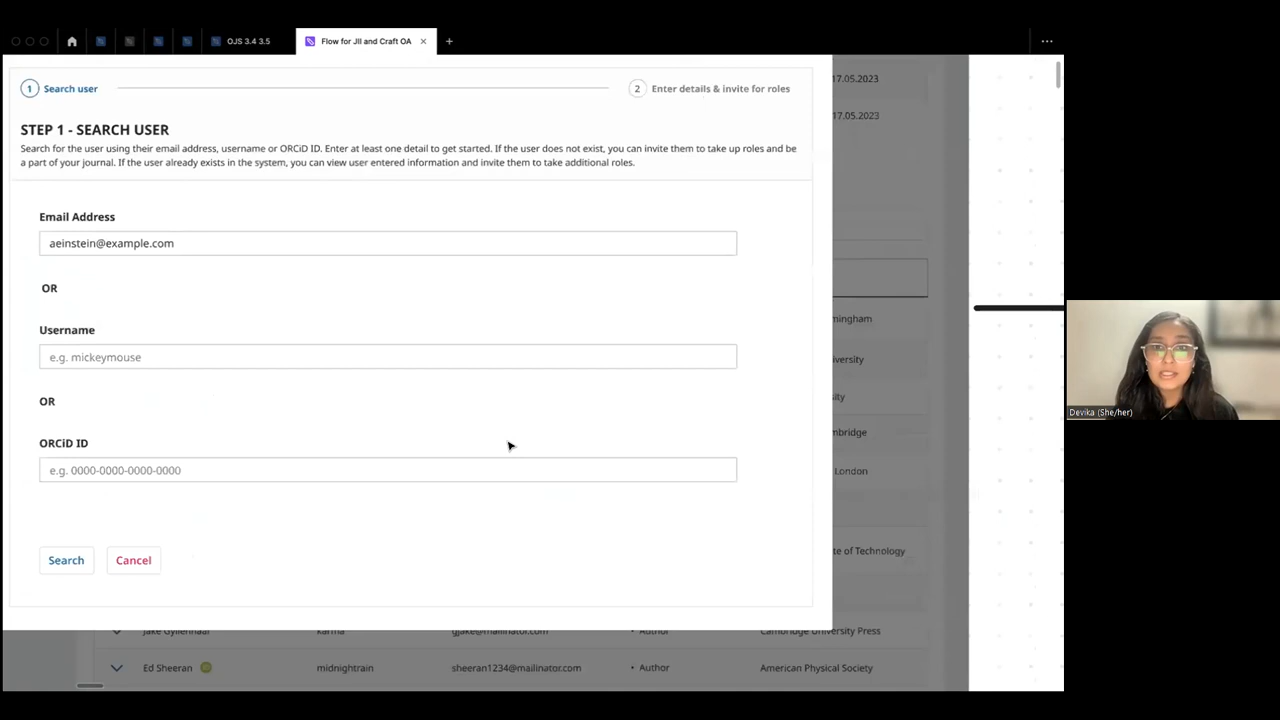 OJS 3.4 3.5
Flow for Jil and Craft OA
17.05.2023
17.05.2023
1 Search user
2 Enter details & invite for roles
STEP 1 - SEARCH USER
Search for the user using their email address, username or ORCiD ID. Enter at least one detail to get started. If the user does not exist, you can invite them to take up roles and be
a part of your journal. If the user already exists in the system, you can view user entered information and invite them to take additional roles.
Email Address
aeinstein@example.com
OR
Username
e.g. mickeymouse
OR
ORCiD ID
e.g. 0000-0000-0000-0000
Search
Cancel
London
te of Technology
Jake Gyllenhaal karma gjake@mailinator.com • Author Cambridge University Press
Ed Sheeran midnightrain sheeran1234@mailinator.com • Author American Physical Society
Devika (She/her)